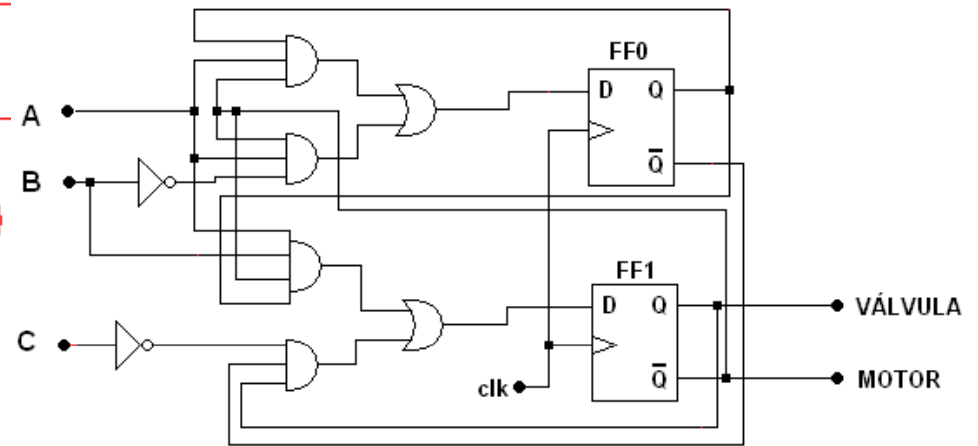 FF0
D Q
A
Q̅
B
FF1
D Q
VÁLVULA
C
clk
Q̅
MOTOR